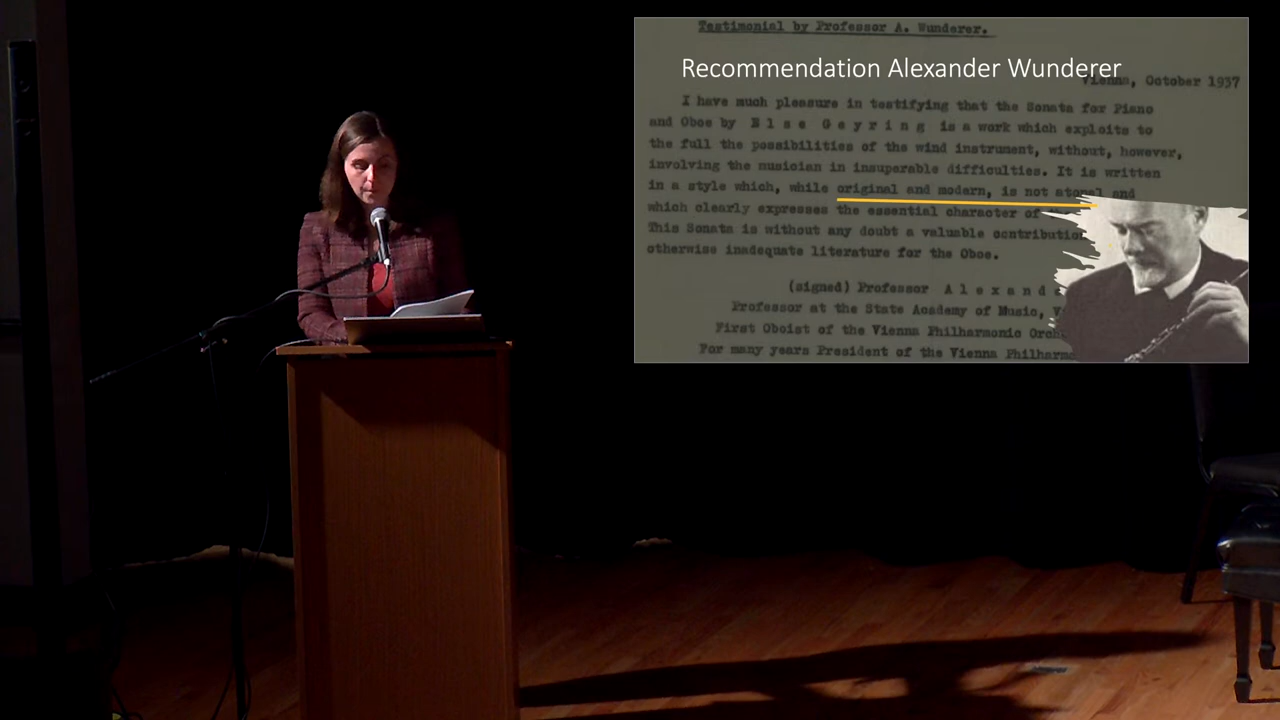 Testimonial by Professor A. Wunderer.
Recommendation Alexander Wunderer
Vienna, October 1937
I have much pleasure in testifying that the Sonata for Piano
and Oboe by E l s e G e y r i n g is a work which exploits to
the full the possibilities of the wind instrument, without, however,
involving the musician in insuperable difficulties. It is written
in a style which, while original and modern, is not atonal and
which clearly expresses the essential character of
This Sonata is without any doubt a valuable contribution
otherwise inadequate literature for the Oboe.
(signed) Professor A l e x a n d
Professor at the State Academy of Music,
First Oboist of the Vienna Philharmonic Orch
For many years President of the Vienna Philharmo